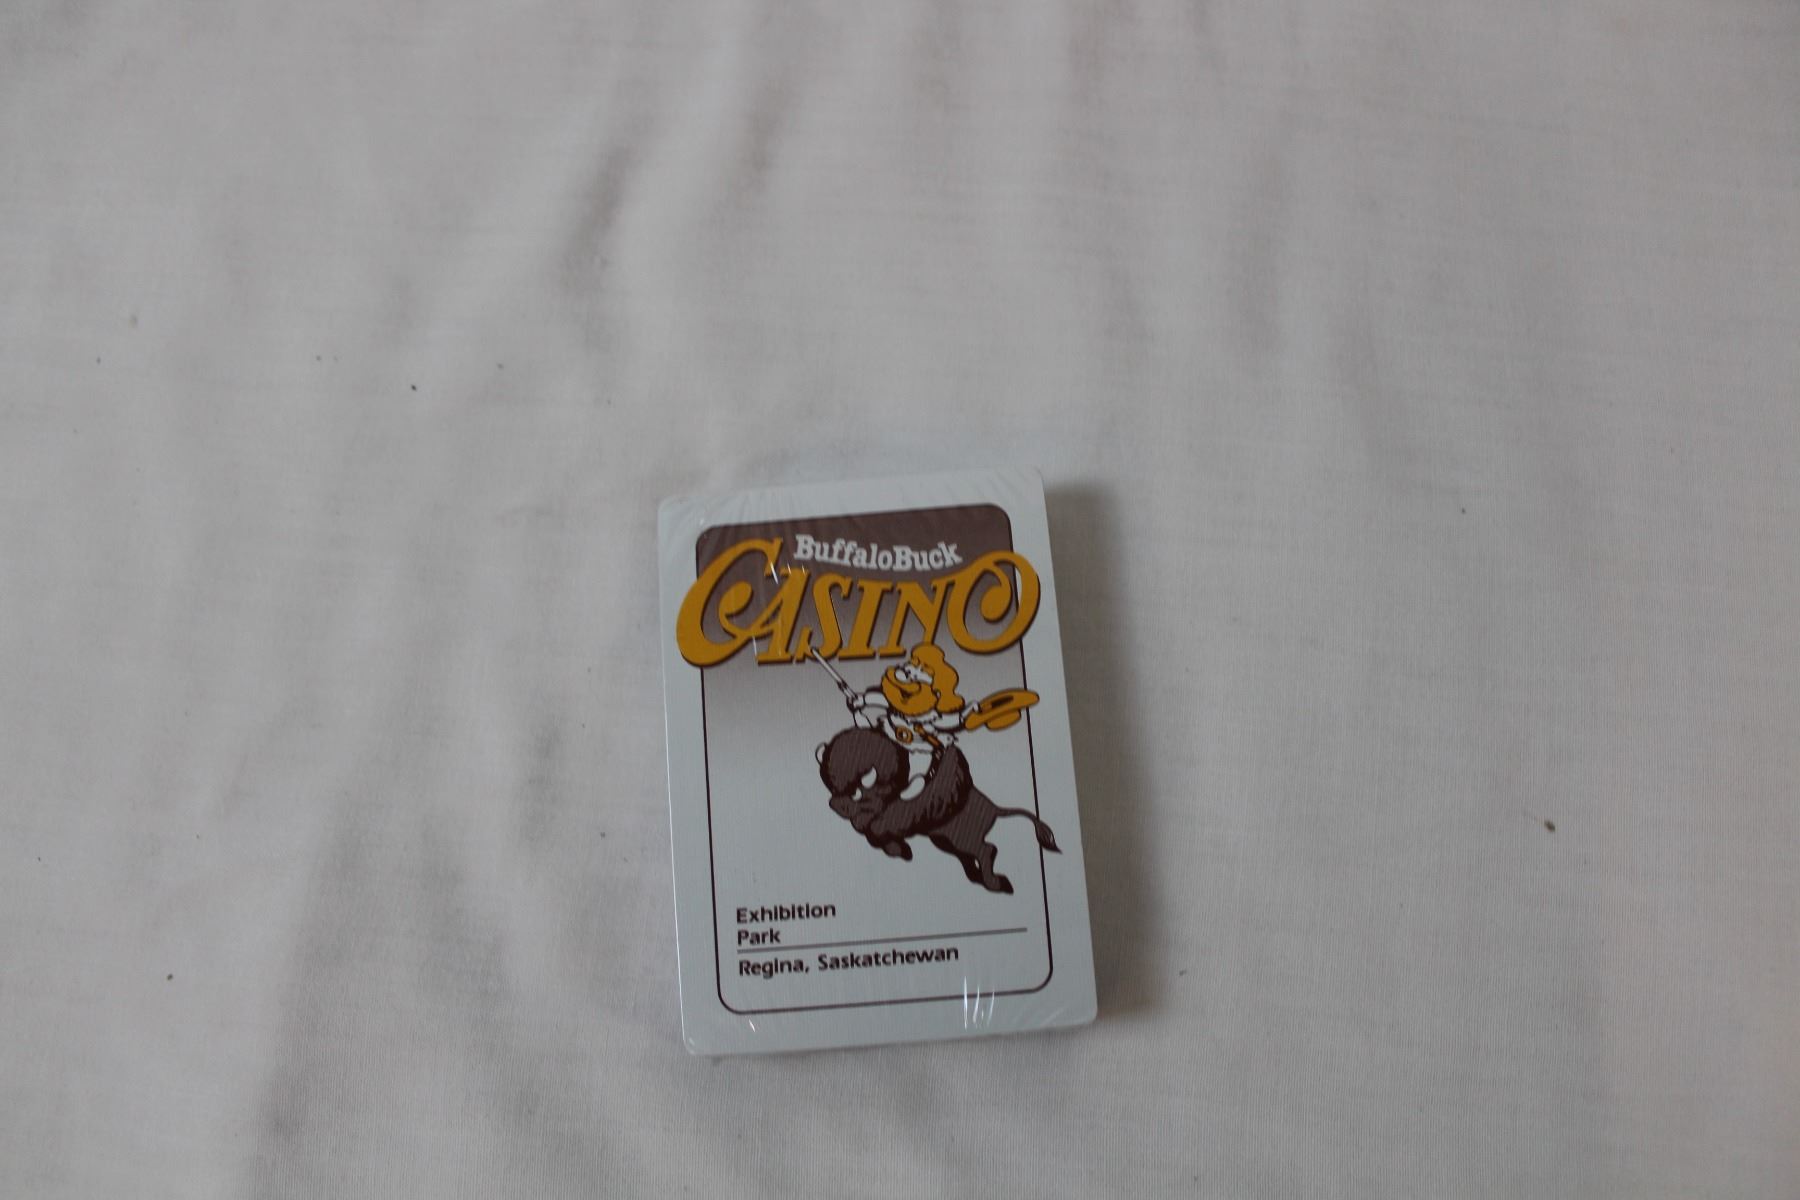 BuffaloBuck
CASINO
Exhibition
Park
Regina, Saskatchewan